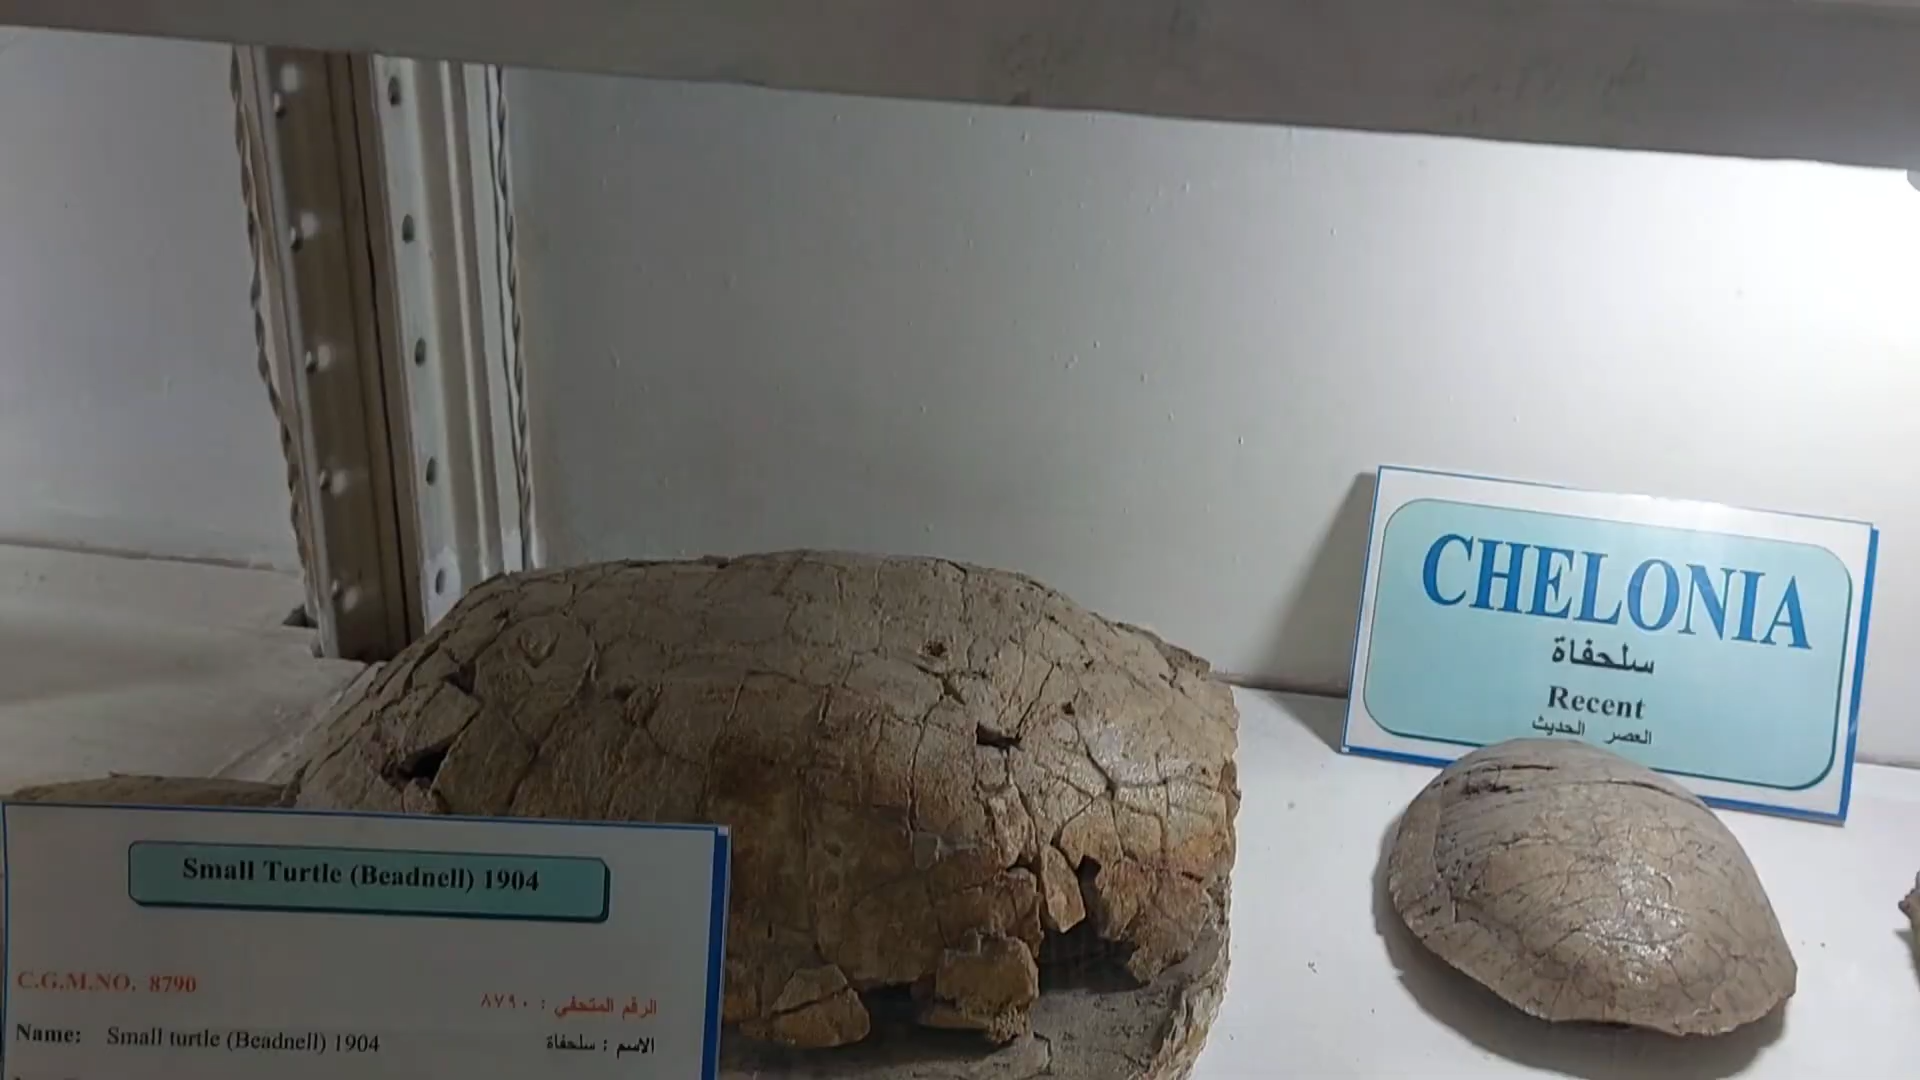 CHELONIA
سلحفاة
Recent
العصر الحديث
Small Turtle (Beadnell) 1904
C.G.M.NO. 8790
الرقم المتحفي : ٨٧٩٠
Name: Small turtle (Beadnell) 1904
الاسم : سلحفاة